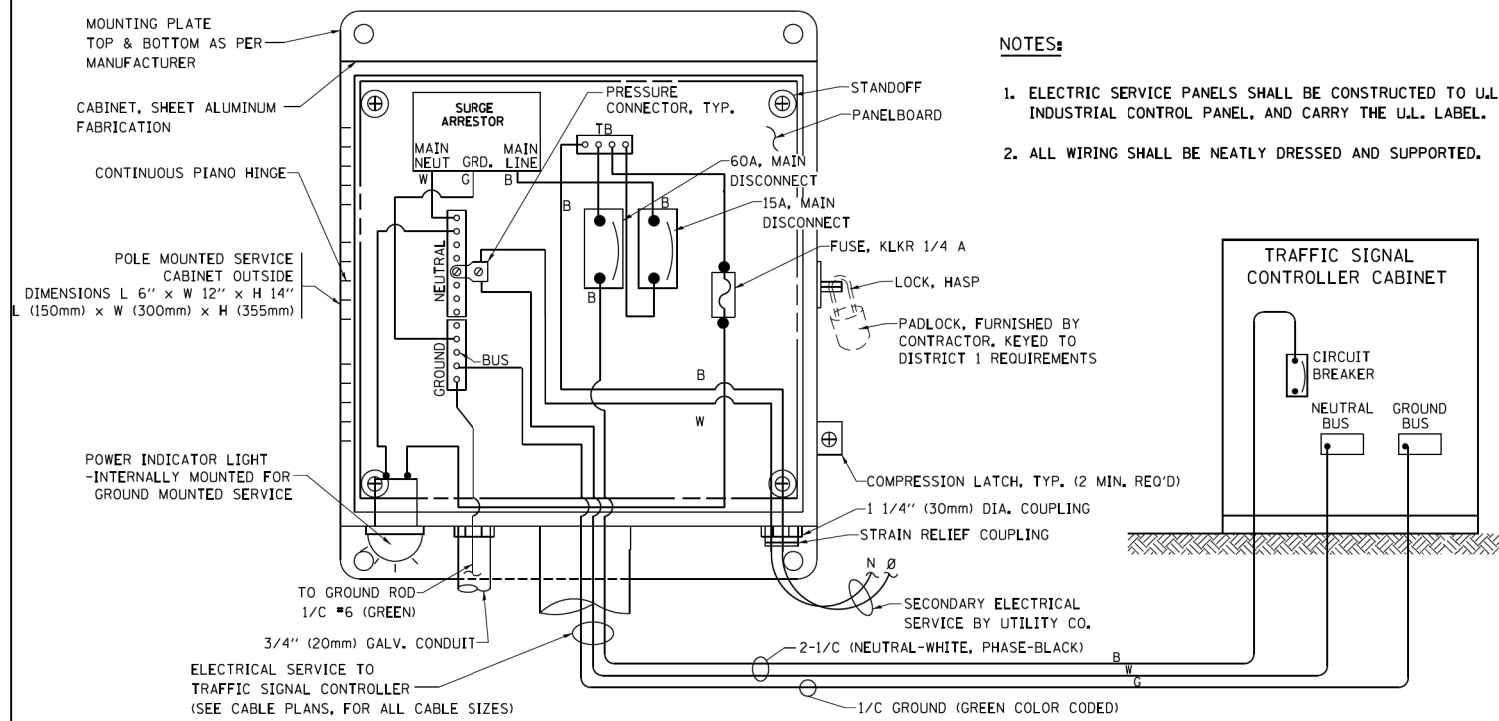 MOUNTING PLATE
TOP & BOTTOM AS PER
MANUFACTURER
CABINET, SHEET ALUMINUM
FABRICATION
CONTINUOUS PIANO HINGE
POLE MOUNTED SERVICE
CABINET OUTSIDE
DIMENSIONS L 6" x W 12" x H 14"
L (150mm) x W (300mm) x H (355mm)
POWER INDICATOR LIGHT
-INTERNALLY MOUNTED FOR
GROUND MOUNTED SERVICE
SURGE
ARRESTOR
MAIN
NEUT
GRD.
MAIN
LINE
W
G
B
PRESSURE
CONNECTOR, TYP.
TB
STANDOFF
PANELBOARD
60A, MAIN
DISCONNECT
15A, MAIN
DISCONNECT
B
B
B
NEUTRAL
GROUND
BUS
FUSE, KLKR 1/4 A
LOCK, HASP
PADLOCK, FURNISHED BY
CONTRACTOR. KEYED TO
DISTRICT 1 REQUIREMENTS
B
W
COMPRESSION LATCH, TYP. (2 MIN. REQ'D)
1 1/4" (30mm) DIA. COUPLING
STRAIN RELIEF COUPLING
N Ø
SECONDARY ELECTRICAL
SERVICE BY UTILITY CO.
TO GROUND ROD
1/C #6 (GREEN)
3/4" (20mm) GALV. CONDUIT
ELECTRICAL SERVICE TO
TRAFFIC SIGNAL CONTROLLER
(SEE CABLE PLANS, FOR ALL CABLE SIZES)
2-1/C (NEUTRAL-WHITE, PHASE-BLACK)
B
W
G
1/C GROUND (GREEN COLOR CODED)
NOTES:
1. ELECTRIC SERVICE PANELS SHALL BE CONSTRUCTED TO U.L
INDUSTRIAL CONTROL PANEL, AND CARRY THE U.L. LABEL.
2. ALL WIRING SHALL BE NEATLY DRESSED AND SUPPORTED.
TRAFFIC SIGNAL
CONTROLLER CABINET
CIRCUIT
BREAKER
NEUTRAL
BUS
GROUND
BUS